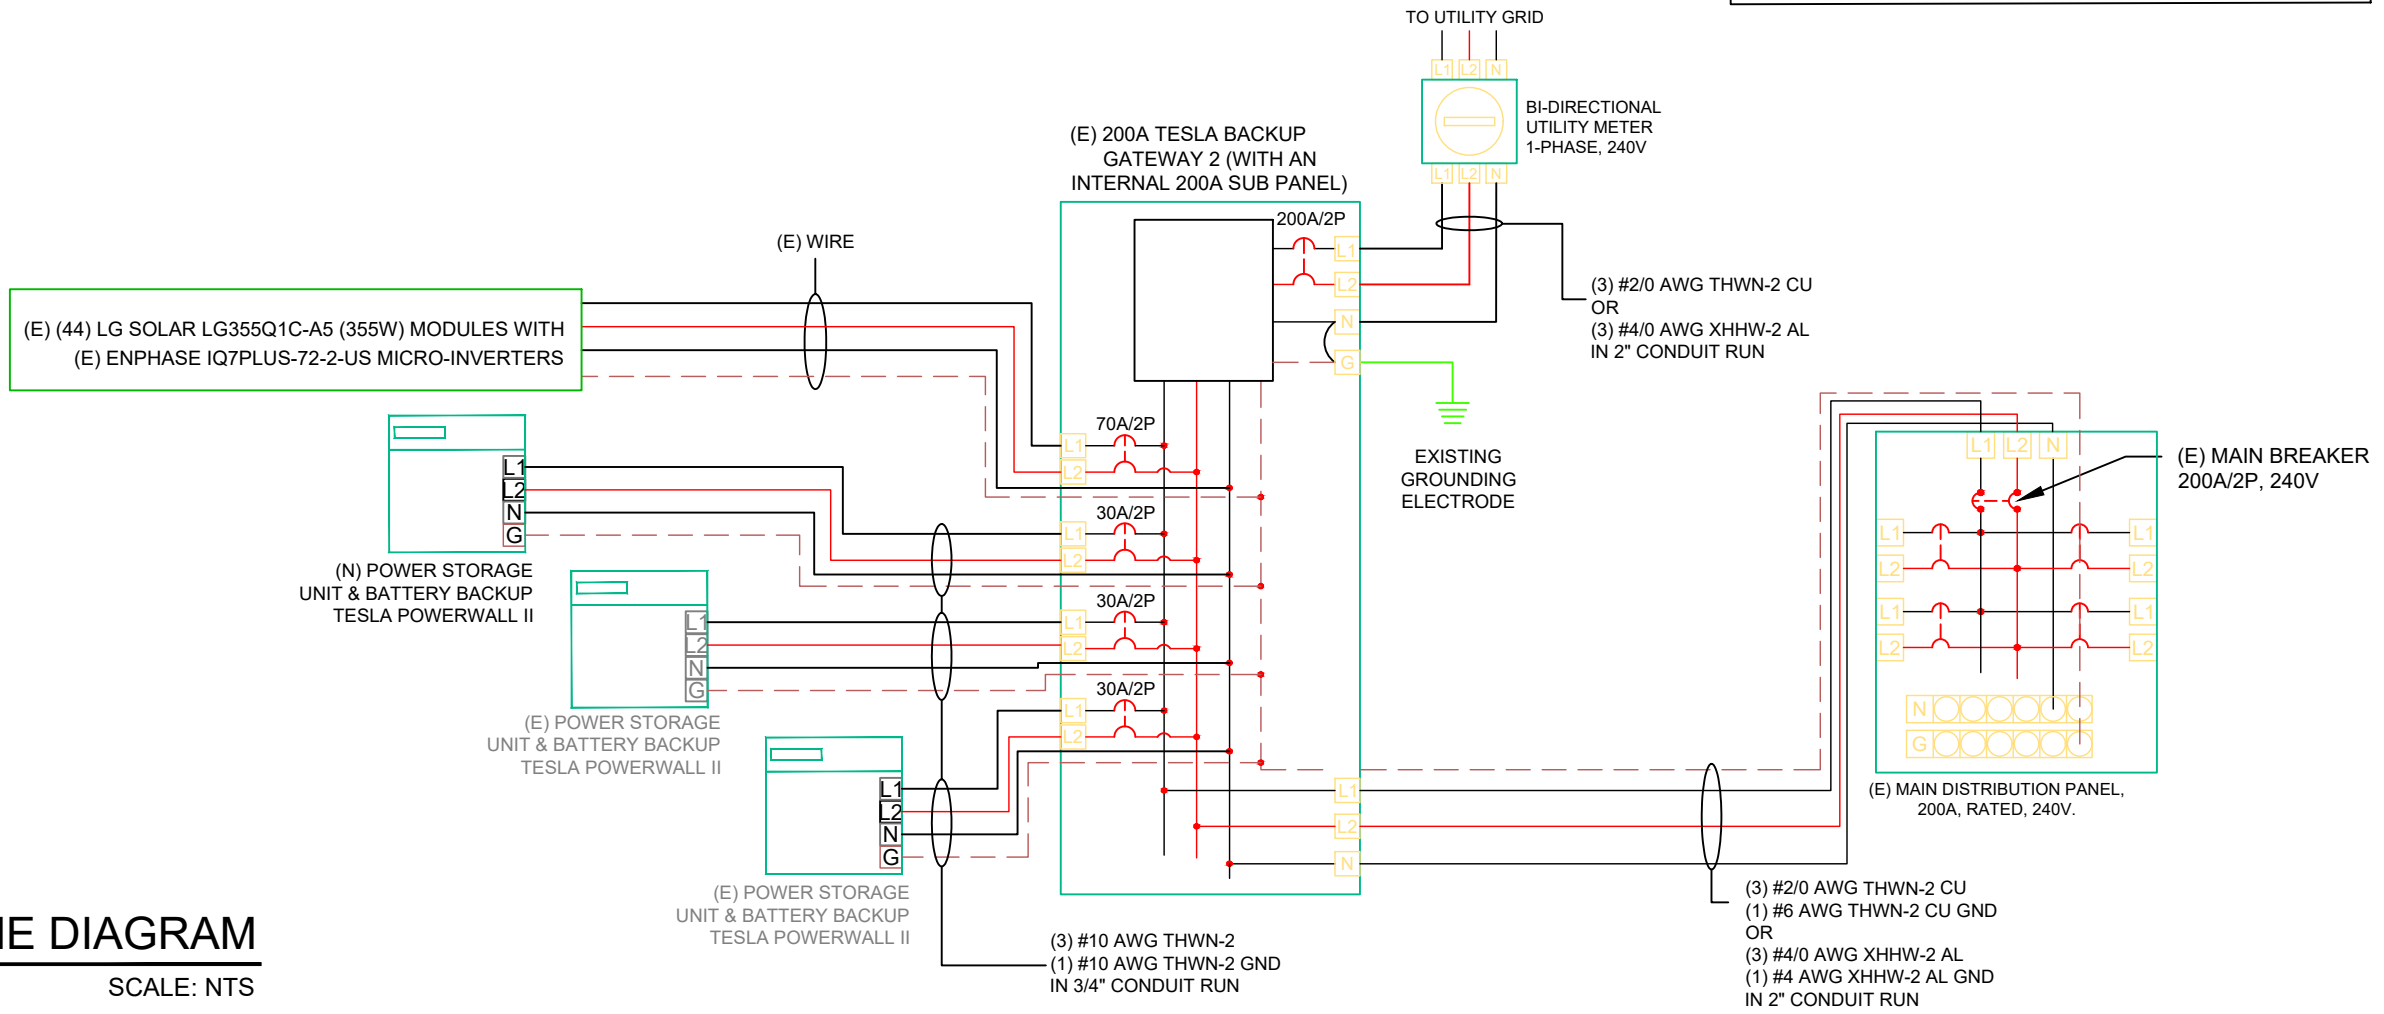 TO UTILITY GRID
L1 L2 N
BI-DIRECTIONAL
UTILITY METER
1-PHASE, 240V
L1 L2 N
(E) 200A TESLA BACKUP
GATEWAY 2 (WITH AN
INTERNAL 200A SUB PANEL)
200A/2P
L1
L2
N
G
(E) WIRE
(3) #2/0 AWG THWN-2 CU
OR
(3) #4/0 AWG XHHW-2 AL
IN 2" CONDUIT RUN
(E) (44) LG SOLAR LG355Q1C-A5 (355W) MODULES WITH
(E) ENPHASE IQ7PLUS-72-2-US MICRO-INVERTERS
EXISTING
GROUNDING
ELECTRODE
70A/2P
L1
L2
30A/2P
L1
L2
30A/2P
L1
L2
30A/2P
L1
L2
L1
L2
N
L1
L2
N
G
(N) POWER STORAGE
UNIT & BATTERY BACKUP
TESLA POWERWALL II
L1
L2
N
G
(E) POWER STORAGE
UNIT & BATTERY BACKUP
TESLA POWERWALL II
L1
L2
N
G
(E) POWER STORAGE
UNIT & BATTERY BACKUP
TESLA POWERWALL II
L1 L2 N
(E) MAIN BREAKER
200A/2P, 240V
L1 L1
L2 L2
L1 L1
L2 L2
N
G
(E) MAIN DISTRIBUTION PANEL,
200A, RATED, 240V.
(3) #10 AWG THWN-2
(1) #10 AWG THWN-2 GND
IN 3/4" CONDUIT RUN
(3) #2/0 AWG THWN-2 CU
(1) #6 AWG THWN-2 CU GND
OR
(3) #4/0 AWG XHHW-2 AL
(1) #4 AWG XHHW-2 AL GND
IN 2" CONDUIT RUN
NE DIAGRAM
SCALE: NTS